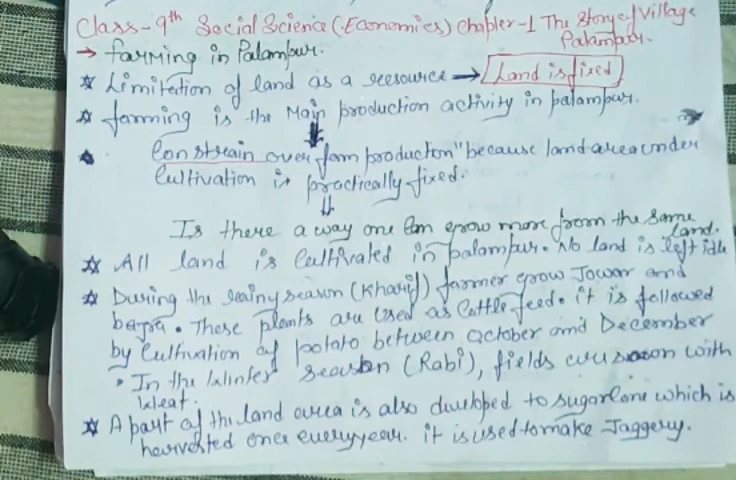 Class-9th Social Science (Economics) Chapter-1 The Story of Village
Palampur.
→ farming in Palampur.
☆ Limitation of land as a resource → Land is fixed
☆ farming is the Main production activity in palampur.
Constrain over fam production" because land area under
Cultivation is practically fixed.
Is there a way one can grow more from the same
land.
☆ All land is Cultivated in palampur. No land is left idle
☆ During the rainy season (Kharif) farmer grow Jowar and
bajra. These plants are used as Cattle feed. it is followed
by Cultivation of potato between October and December
• In the Winter season (Rabi), fields are sown with
Wheat.
☆ A part of the land area is also developed to sugarcane which is
harvested once every year. it is used to make Jaggery.